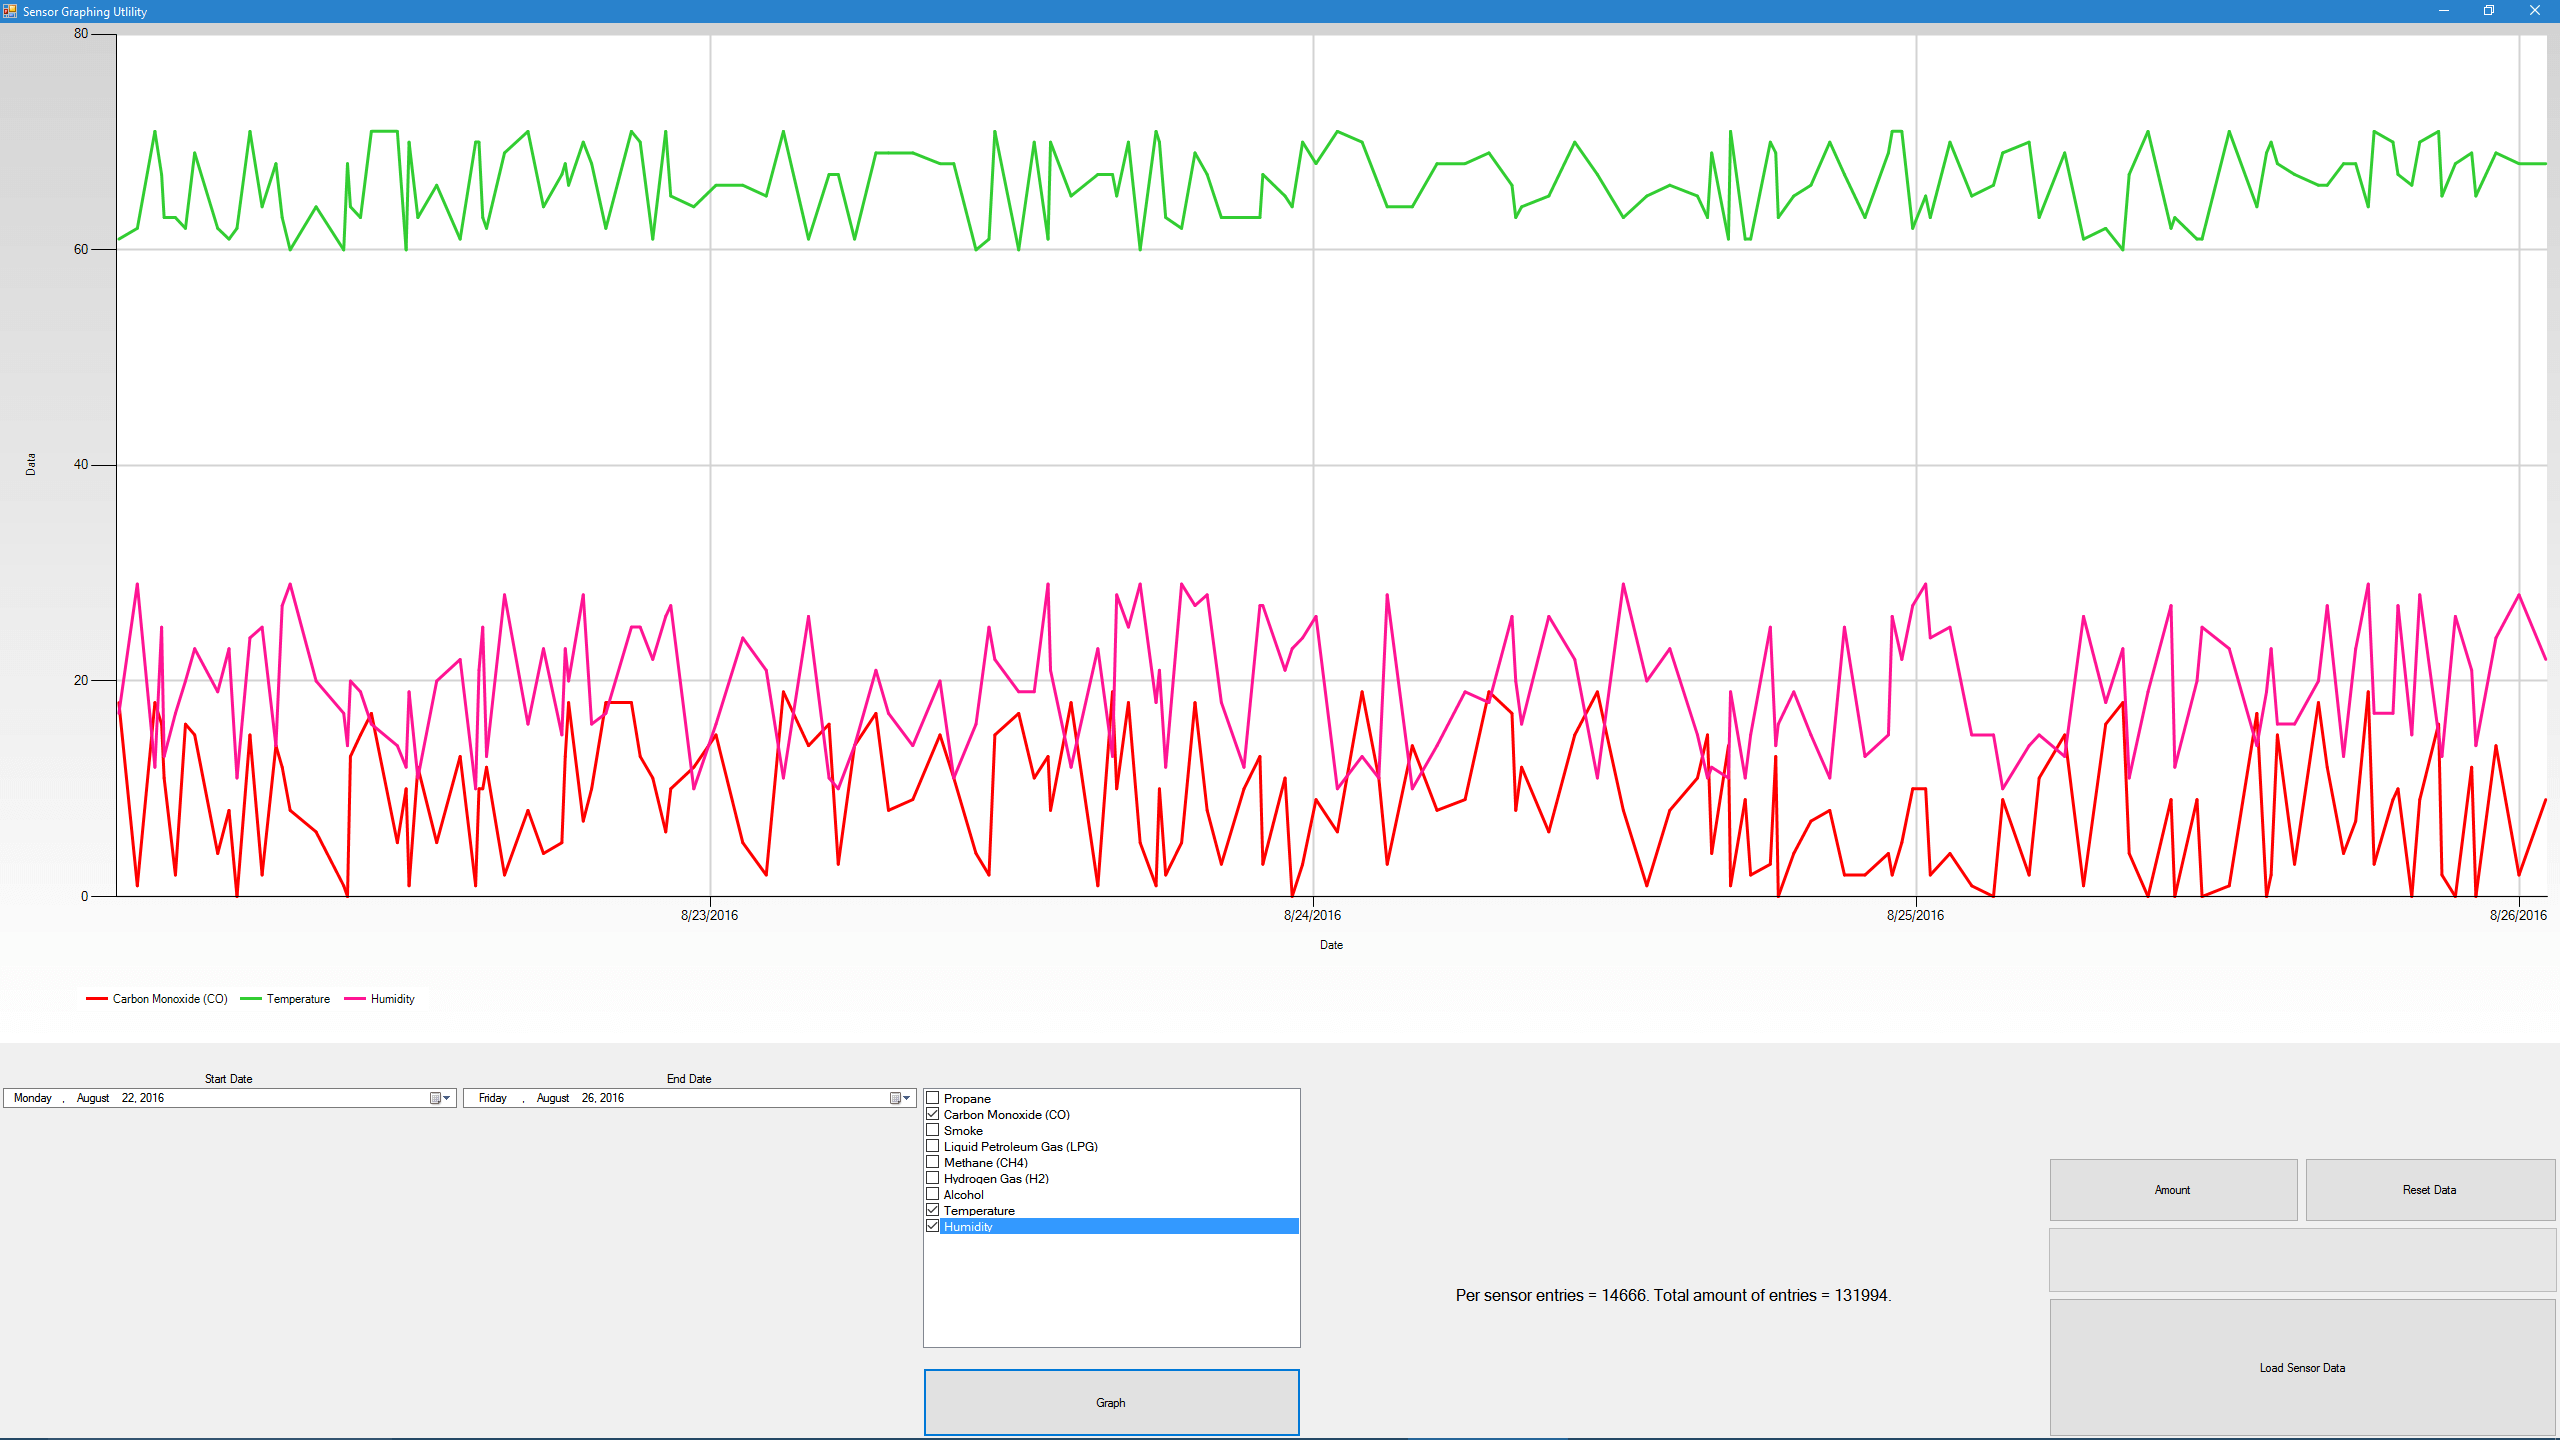 Sensor Graphing Utlility
80
60
40
20
0
Data
8/23/2016 8/24/2016 8/25/2016 8/26/2016
Date
Carbon Monoxide (CO) Temperature Humidity
Start Date End Date
Monday , August 22, 2016 Friday , August 26, 2016
Propane
Carbon Monoxide (CO)
Smoke
Liquid Petroleum Gas (LPG)
Methane (CH4)
Hydrogen Gas (H2)
Alcohol
Temperature
Humidity
Amount Reset Data
Per sensor entries = 14666. Total amount of entries = 131994.
Load Sensor Data
Graph